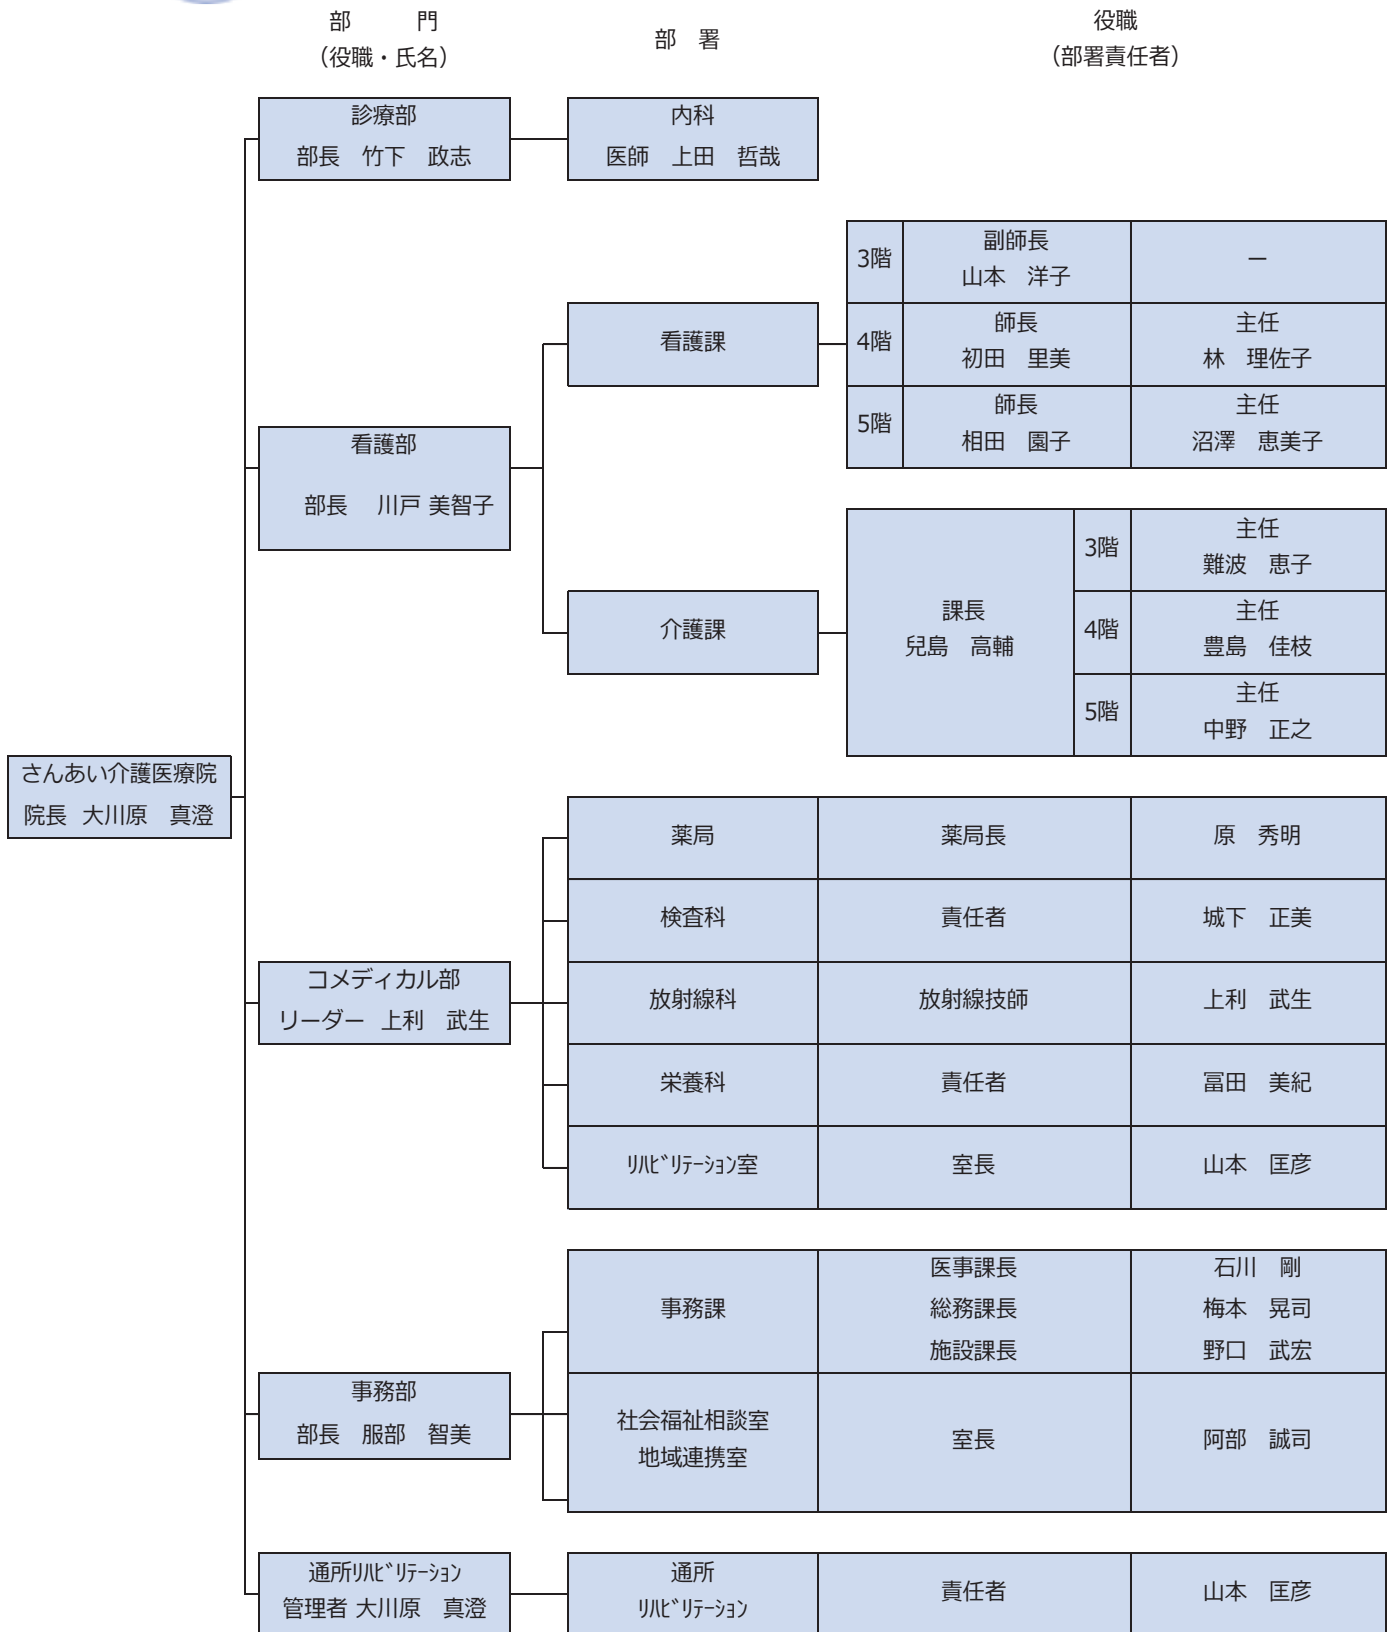 部　　門
（役職・氏名）
部　署
役職
（部署責任者）
診療部
部長　竹下　政志
内科
医師　上田　哲哉
3階
副師長
山本　洋子
ー
看護課
4階
師長
初田　里美
主任
林　理佐子
5階
師長
相田　園子
主任
沼澤　恵美子
看護部
部長　川戸 美智子
介護課
課長
兒島　高輔
3階
主任
難波　恵子
4階
主任
豊島　佳枝
5階
主任
中野　正之
さんあい介護医療院
院長 大川原　真澄
コメディカル部
リーダー 上利　武生
薬局
薬局長
原　秀明
検査科
責任者
城下　正美
放射線科
放射線技師
上利　武生
栄養科
責任者
冨田　美紀
ﾘﾊﾋﾞﾘﾃｰｼｮﾝ室
室長
山本　匡彦
事務部
部長　服部　智美
事務課
医事課長
石川　剛
総務課長
梅本　晃司
施設課長
野口　武宏
社会福祉相談室
地域連携室
室長
阿部　誠司
通所ﾘﾊﾋﾞﾘﾃｰｼｮﾝ
管理者 大川原　真澄
通所
ﾘﾊﾋﾞﾘﾃｰｼｮﾝ
責任者
山本　匡彦